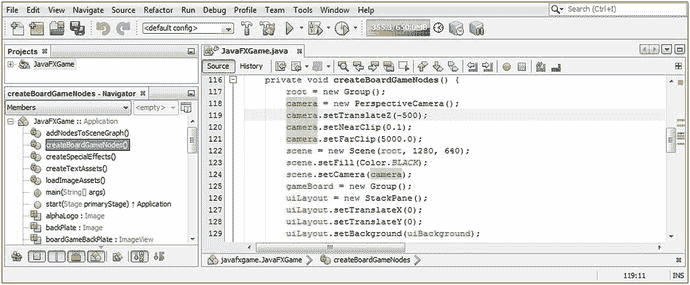 File Edit View Navigate Source Refactor Run Debug Profile Team Tools Window Help
Search (Ctrl+I)
<default config>
Projects
JavaFXGame.java
JavaFXGame
Source History
createBoardGameNodes() - Navigator
Members <empty>
JavaFXGame :: Application
addNodesToSceneGraph()
createBoardGameNodes()
createSpecialEffects()
createTextAssets()
loadImageAssets()
main(String[] args)
start(Stage primaryStage) ↑ Application
alphaLogo : Image
backPlate : Image
boardGameBackPlate : ImageView
116 private void createBoardGameNodes() {
117 root = new Group();
118 camera = new PerspectiveCamera();
119 camera.setTranslateZ(-500);
120 camera.setNearClip(0.1);
121 camera.setFarClip(5000.0);
122 scene = new Scene(root, 1280, 640);
123 scene.setFill(Color.BLACK);
124 scene.setCamera(camera);
125 gameBoard = new Group();
126 uiLayout = new StackPane();
127 uiLayout.setTranslateX(0);
128 uiLayout.setTranslateY(0);
129 uiLayout.setBackground(uiBackground);
javafxgame.JavaFXGame createBoardGameNodes
119:11 INS